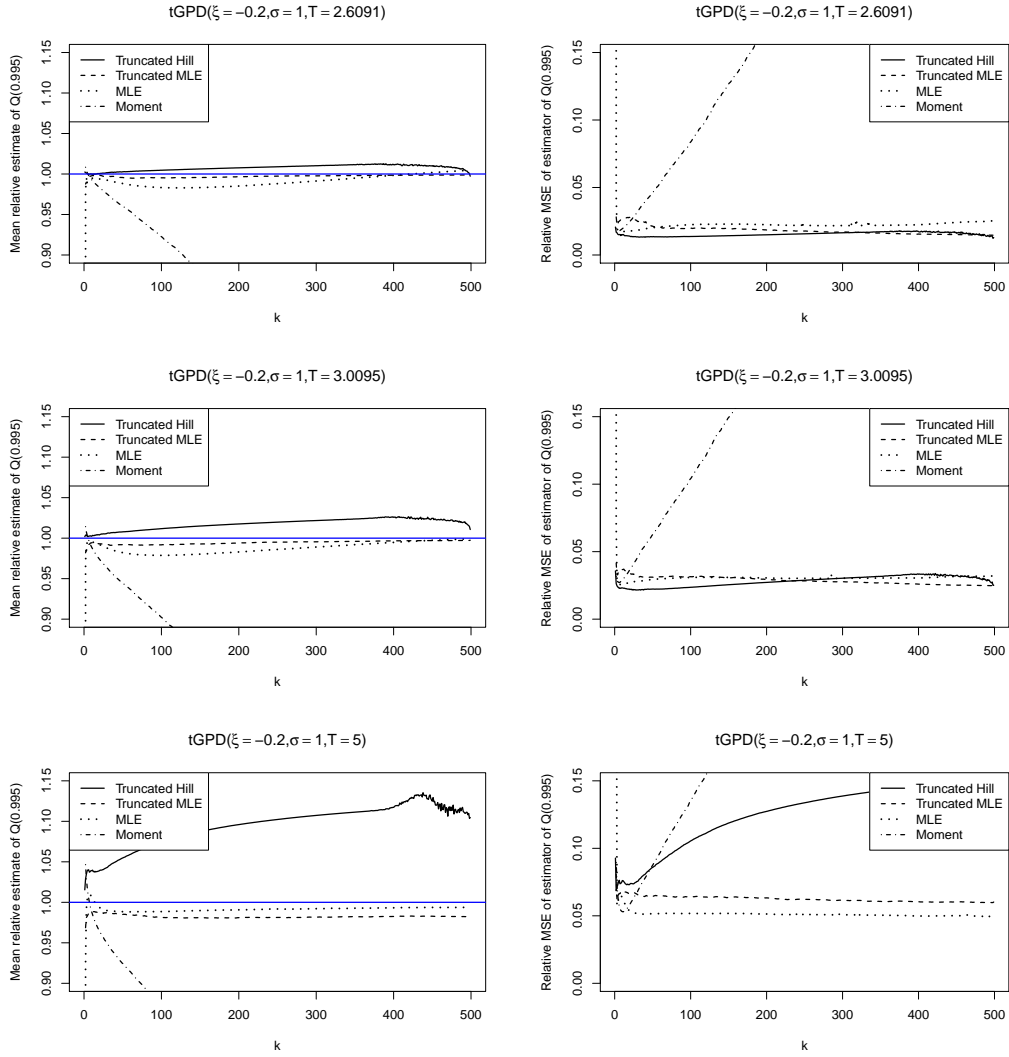 tGPD(ξ = −0.2,σ = 1,T = 2.6091)
Mean relative estimate of Q(0.995)
0.90 0.95 1.00 1.05 1.10 1.15
Truncated Hill
Truncated MLE
MLE
Moment
0 100 200 300 400 500
k
tGPD(ξ = −0.2,σ = 1,T = 2.6091)
Relative MSE of estimator of Q(0.995)
0.00 0.05 0.10 0.15
Truncated Hill
Truncated MLE
MLE
Moment
0 100 200 300 400 500
k
tGPD(ξ = −0.2,σ = 1,T = 3.0095)
Mean relative estimate of Q(0.995)
0.90 0.95 1.00 1.05 1.10 1.15
Truncated Hill
Truncated MLE
MLE
Moment
0 100 200 300 400 500
k
tGPD(ξ = −0.2,σ = 1,T = 3.0095)
Relative MSE of estimator of Q(0.995)
0.00 0.05 0.10 0.15
Truncated Hill
Truncated MLE
MLE
Moment
0 100 200 300 400 500
k
tGPD(ξ = −0.2,σ = 1,T = 5)
Mean relative estimate of Q(0.995)
0.90 0.95 1.00 1.05 1.10 1.15
Truncated Hill
Truncated MLE
MLE
Moment
0 100 200 300 400 500
k
tGPD(ξ = −0.2,σ = 1,T = 5)
Relative MSE of estimator of Q(0.995)
0.00 0.05 0.10 0.15
Truncated Hill
Truncated MLE
MLE
Moment
0 100 200 300 400 500
k